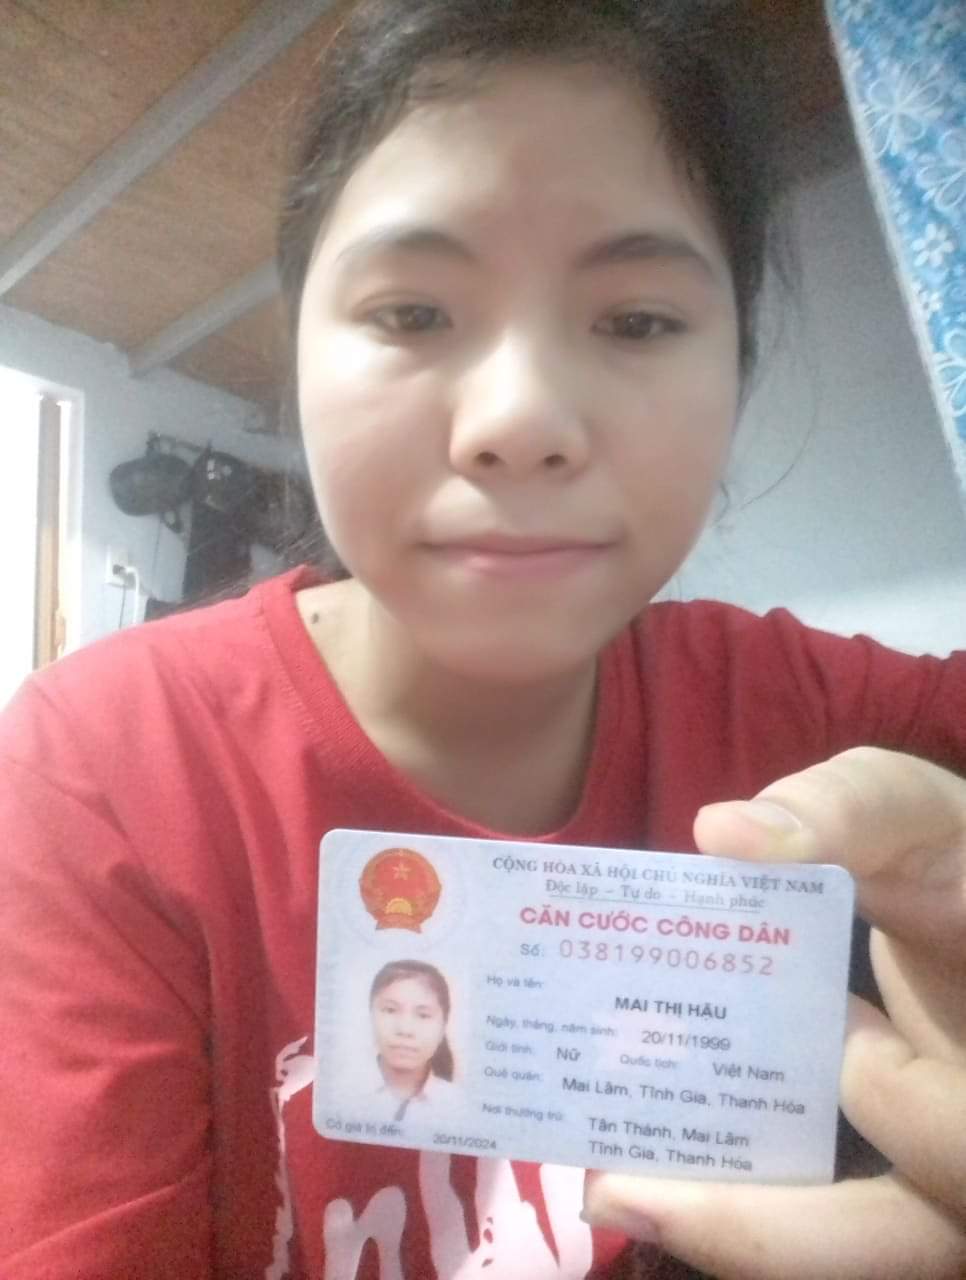 CỘNG HÒA XÃ HỘI CHỦ NGHĨA VIỆT NAM
Độc lập - Tự do - Hạnh phúc
CĂN CƯỚC CÔNG DÂN
Số: 038199006852
Họ và tên:
MAI THỊ HẬU
Ngày, tháng, năm sinh: 20/11/1999
Giới tính: Nữ Quốc tịch: Việt Nam
Quê quán: Mai Lâm, Tĩnh Gia, Thanh Hóa
Nơi thường trú: Tân Thành, Mai Lâm
Tĩnh Gia, Thanh Hóa
Có giá trị đến: 20/11/2024